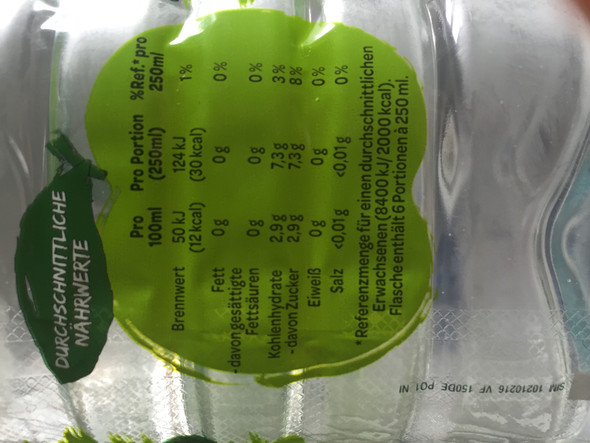 DURCHSCHNITTLICHE
NÄHRWERTE
Pro Pro Portion %Ref.* pro
100ml (250ml) 250ml
Brennwert 50 kJ 124 kJ 1%
(12 kcal) (30 kcal)
Fett 0 g 0 g 0%
- davon gesättigte
Fettsäuren 0 g 0 g 0%
Kohlenhydrate 2,9 g 7,3 g 3%
- davon Zucker 2,9 g 7,3 g 8%
Eiweiß 0 g 0 g 0%
Salz <0,01 g <0,01 g 0%
* Referenzmenge für einen durchschnittlichen
Erwachsenen (8400 kJ/2000 kcal).
Flasche enthält 6 Portionen à 250 ml.
SIM 10210216 VF 150DE PO1 NI